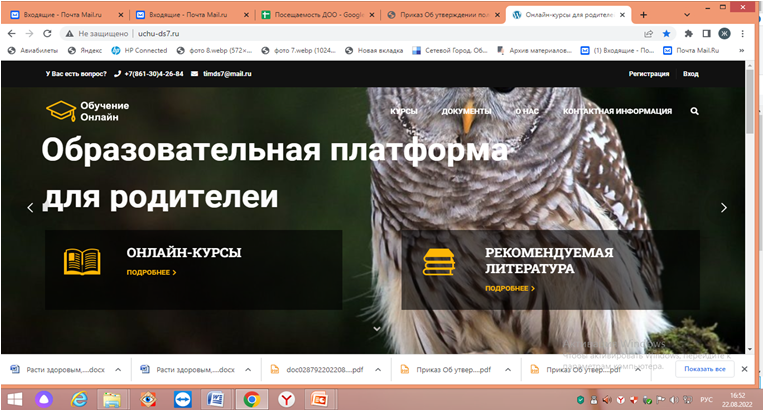 Входящие - Почта Mail.ru
Входящие - Почта Mail.ru
Посещаемость ДОО - Google
Приказ Об утверждении пол
Онлайн-курсы для родителе
Не защищено | uchu-ds7.ru
Авиабилеты
Яндекс
HP Connected
фото 8.webp (572×...
фото 7.webp (1024...
Новая вкладка
Сетевой Город. Об...
Архив материалов...
(1) Входящие - По...
Почта Mail.Ru
У Вас есть вопрос?
+7(861-30)4-26-84
timds7@mail.ru
Регистрация
Вход
Обучение
Онлайн
КУРСЫ
ДОКУМЕНТЫ
О НАС
КОНТАКТНАЯ ИНФОРМАЦИЯ
Образовательная платформа
для родителеи
ОНЛАЙН-КУРСЫ
ПОДРОБНЕЕ >
РЕКОМЕНДУЕМАЯ
ЛИТЕРАТУРА
ПОДРОБНЕЕ >
Чтобы активировать Windows, перейдите к
параметрам компьютера.
Расти здоровым,....docx
Расти здоровым,....docx
doc028792202208....pdf
Приказ Об утвер....pdf
Приказ Об утвер....pdf
Показать все
РУС
16:52
22.08.2022